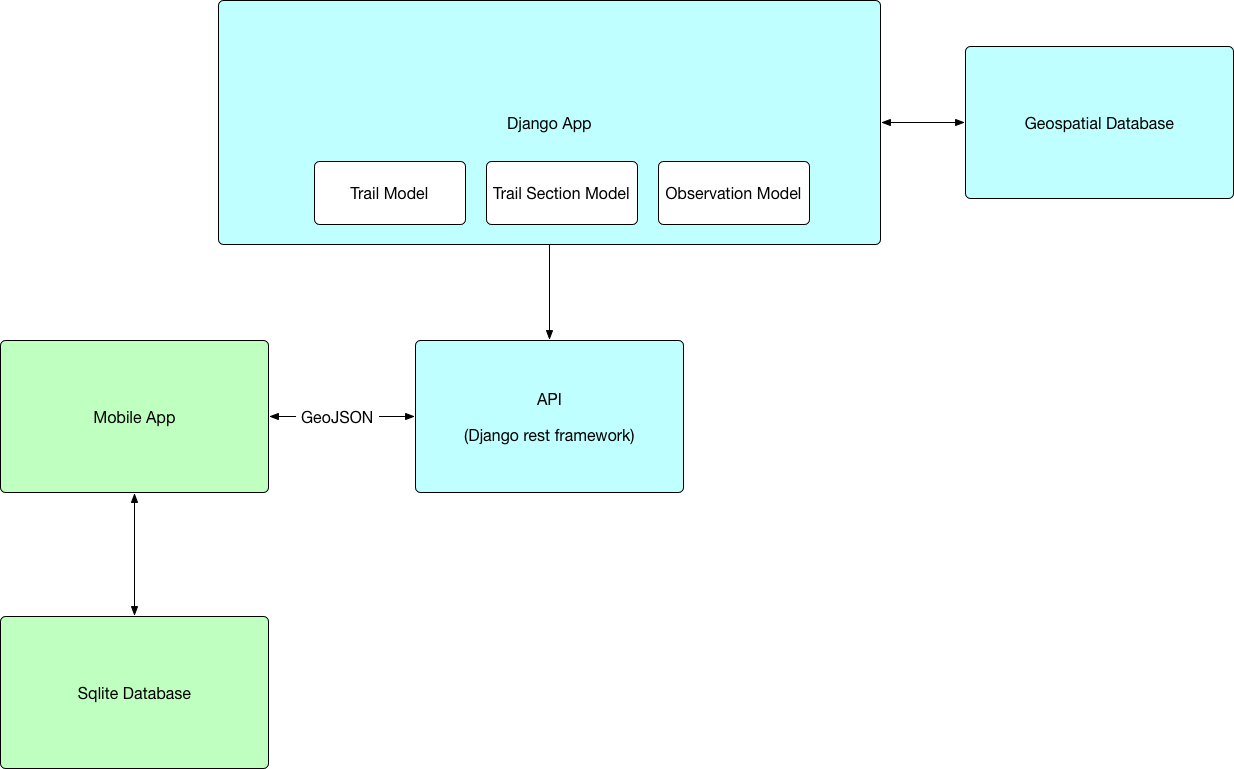 Django App
Geospatial Database
Trail Model
Trail Section Model
Observation Model
Mobile App
GeoJSON
API
(Django rest framework)
Sqlite Database